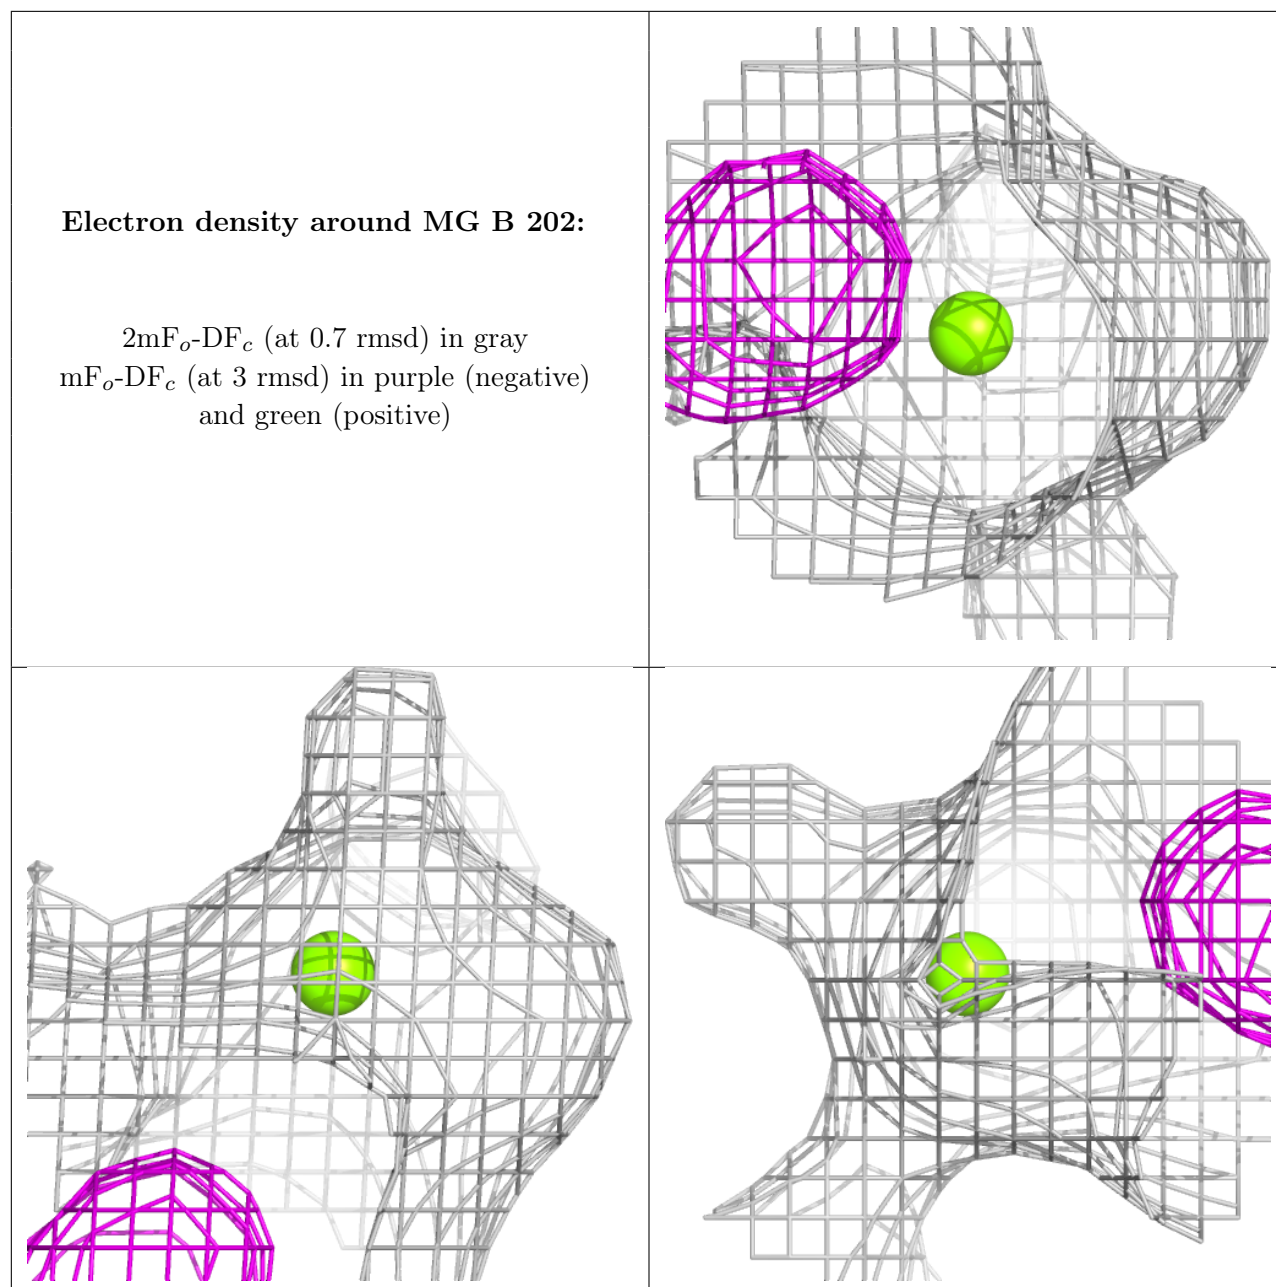 Electron density around MG B 202:
2mFo-DFc (at 0.7 rmsd) in gray
mFo-DFc (at 3 rmsd) in purple (negative)
and green (positive)